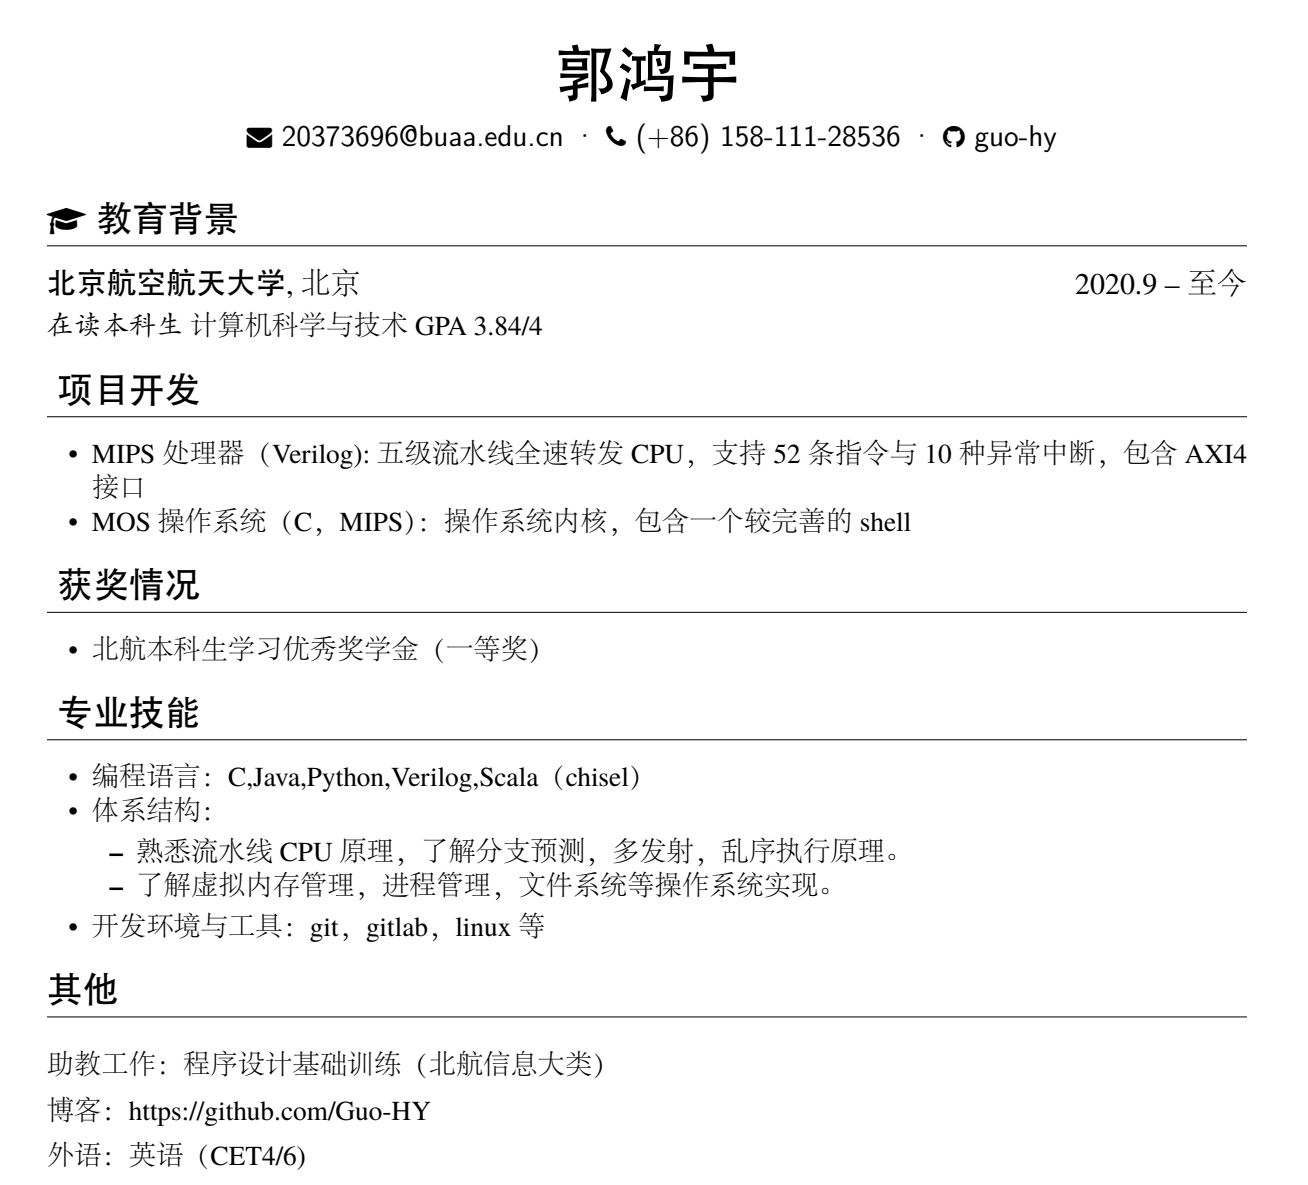 郭鸿宇
20373696@buaa.edu.cn · (+86) 158-111-28536 · guo-hy
教育背景
北京航空航天大学, 北京 2020.9 – 至今
在读本科生 计算机科学与技术 GPA 3.84/4
项目开发
• MIPS 处理器（Verilog): 五级流水线全速转发 CPU，支持 52 条指令与 10 种异常中断，包含 AXI4
接口
• MOS 操作系统（C，MIPS）：操作系统内核，包含一个较完善的 shell
获奖情况
• 北航本科生学习优秀奖学金（一等奖）
专业技能
• 编程语言：C,Java,Python,Verilog,Scala（chisel）
• 体系结构：
– 熟悉流水线 CPU 原理，了解分支预测，多发射，乱序执行原理。
– 了解虚拟内存管理，进程管理，文件系统等操作系统实现。
• 开发环境与工具：git，gitlab，linux 等
其他
助教工作：程序设计基础训练（北航信息大类）
博客：https://github.com/Guo-HY
外语：英语（CET4/6)